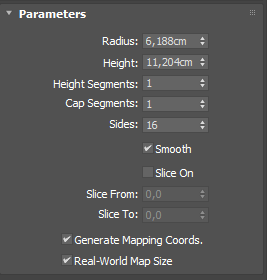 Parameters
Radius: 6,188cm
Height: 11,204cm
Height Segments: 1
Cap Segments: 1
Sides: 16
Smooth
Slice On
Slice From: 0,0
Slice To: 0,0
Generate Mapping Coords.
Real-World Map Size